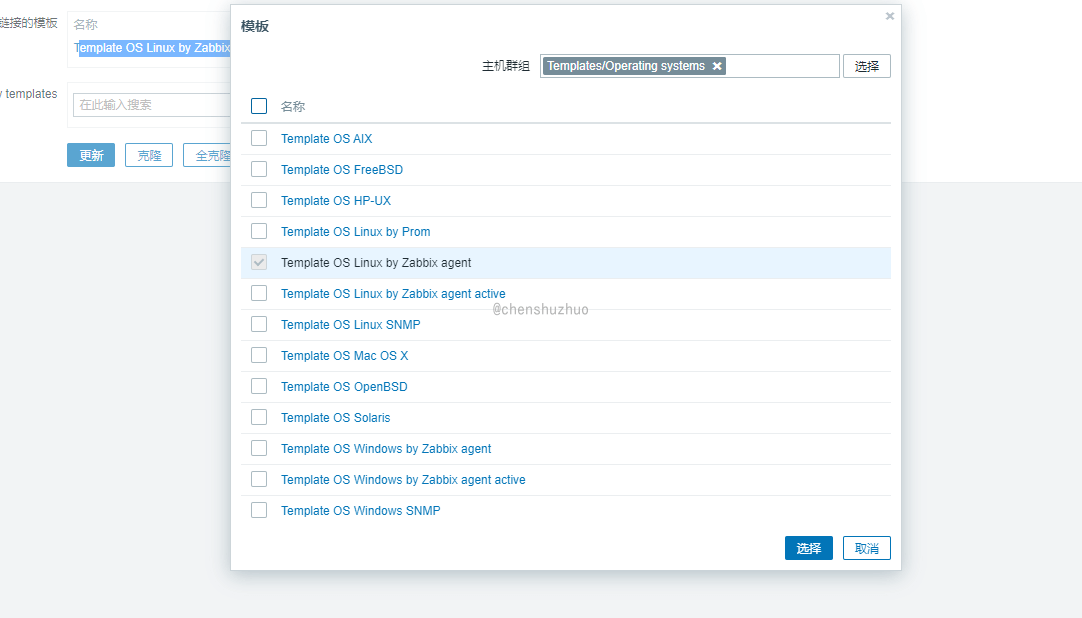 链接的模板
名称
Template OS Linux by Zabbix
templates
在此输入搜索
更新
克隆
全克隆
模板
主机群组
Templates/Operating systems
选择
名称
Template OS AIX
Template OS FreeBSD
Template OS HP-UX
Template OS Linux by Prom
Template OS Linux by Zabbix agent
Template OS Linux by Zabbix agent active
@chenshuzhuo
Template OS Linux SNMP
Template OS Mac OS X
Template OS OpenBSD
Template OS Solaris
Template OS Windows by Zabbix agent
Template OS Windows by Zabbix agent active
Template OS Windows SNMP
选择
取消